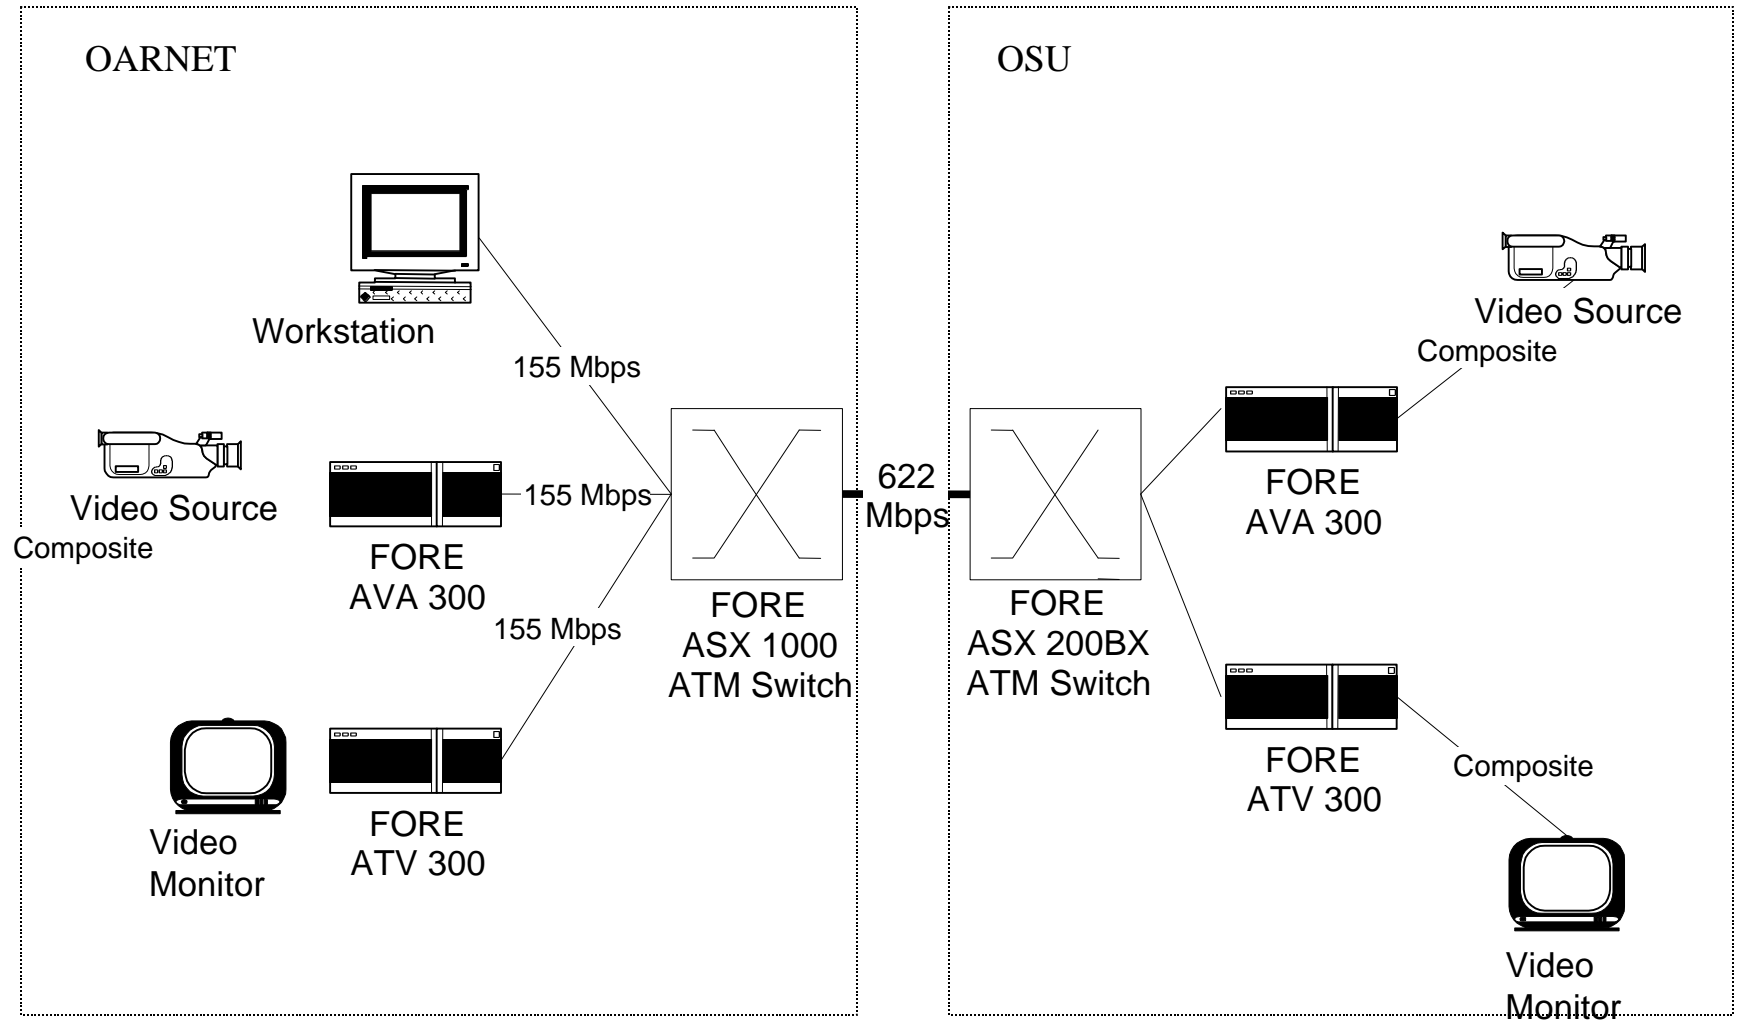 OARNET
Workstation
155 Mbps
Video Source
Composite
155 Mbps
FORE
AVA 300
155 Mbps
Video
Monitor
FORE
ATV 300
FORE
ASX 1000
ATM Switch
622
Mbps
OSU
FORE
ASX 200BX
ATM Switch
Video Source
Composite
FORE
AVA 300
FORE
ATV 300
Composite
Video
Monitor